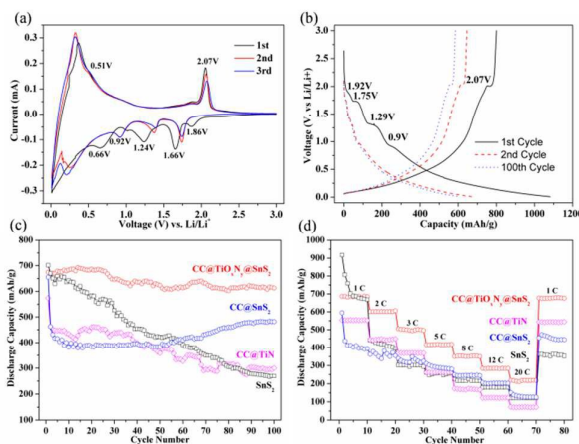 (a)
0.3
0.2
0.1
0.0
-0.1
-0.2
-0.3
Current (mA)
0.51V
2.07V
1st
2nd
3rd
0.66V
0.92V
1.24V
1.66V
1.86V
0.0 0.5 1.0 1.5 2.0 2.5 3.0
Voltage (V) vs. Li/Li+
(b)
3.0
2.5
2.0
1.5
1.0
0.5
0.0
Voltage (V. vs Li/Li+)
1.92V
1.75V
1.29V
0.9V
2.07V
1st Cycle
2nd Cycle
100th Cycle
0 200 400 600 800 1000 1200
Capacity (mAh/g)
(c)
800
700
600
500
400
300
200
100
Discharge Capacity (mAh/g)
CC@TiOxNy@SnS2
CC@SnS2
CC@TiN
SnS2
0 10 20 30 40 50 60 70 80 90 100
Cycle Number
(d)
1000
900
800
700
600
500
400
300
200
100
0
Discharge Capacity (mAh/g)
1 C
2 C
3 C
5 C
8 C
12 C
20 C
1 C
CC@TiOxNy@SnS2
CC@TiN
CC@SnS2
SnS2
0 10 20 30 40 50 60 70 80
Cycle Number